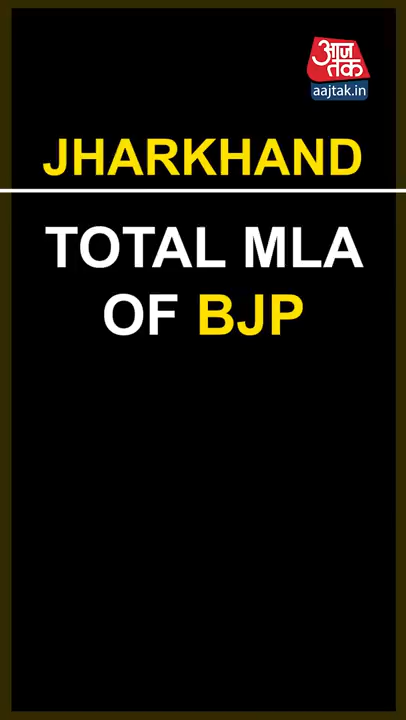 आज
तक
aajtak.in
JHARKHAND
TOTAL MLA
OF BJP